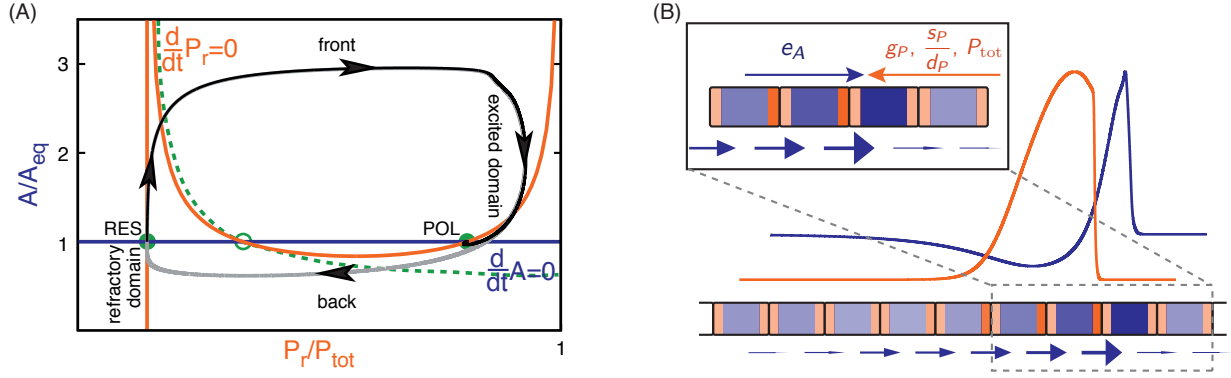 (A)
d/dt P_r=0
front
3
2
1
A/A_eq
excited domain
RES
POL
refractory
domain
d/dt A=0
back
P_r/P_tot
1
(B)
e_A
g_P, s_P/d_P, P_tot